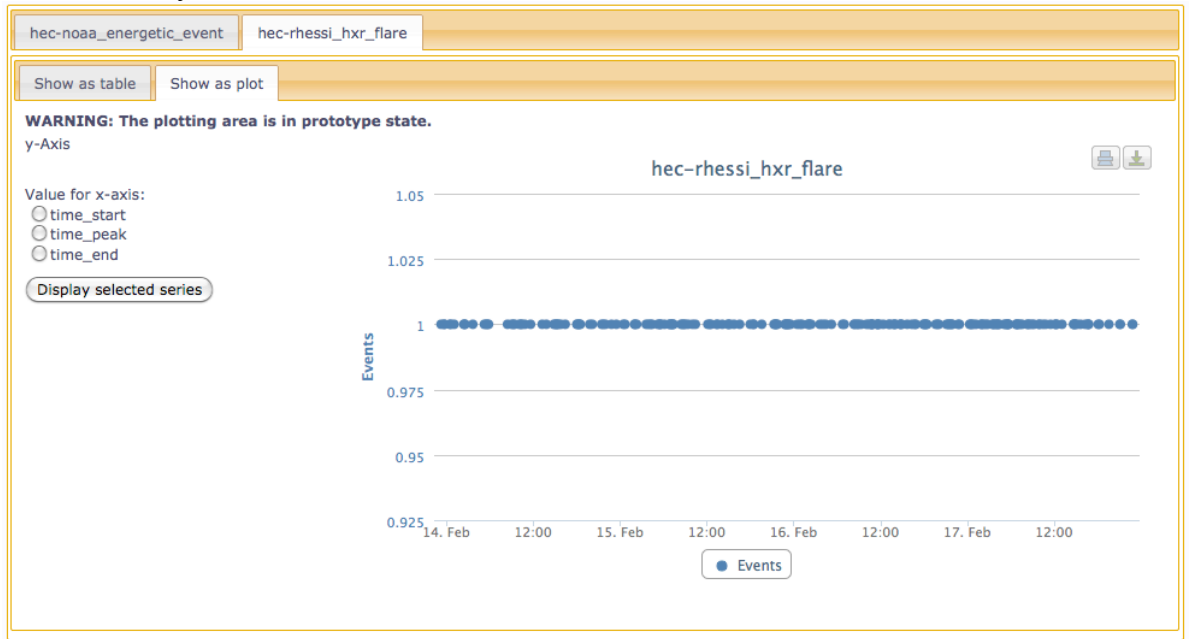 hec-noaa_energetic_event hec-rhessi_hxr_flare
Show as table Show as plot
WARNING: The plotting area is in prototype state.
y-Axis
Value for x-axis:
time_start
time_peak
time_end
Display selected series
hec-rhessi_hxr_flare
1.05
1.025
1
0.975
0.95
0.925
Events
14. Feb 12:00 15. Feb 12:00 16. Feb 12:00 17. Feb 12:00
Events